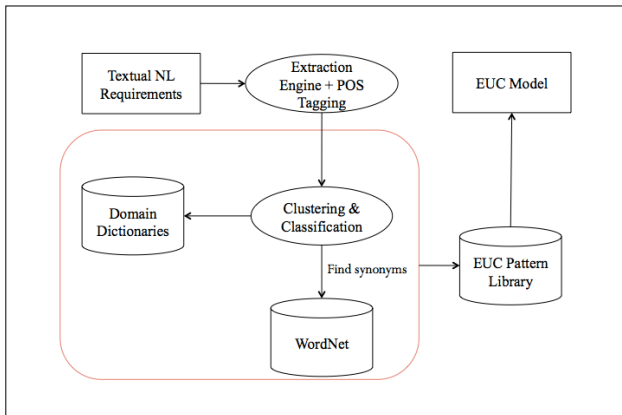 Textual NL
Requirements
Extraction
Engine + POS
Tagging
EUC Model
Domain
Dictionaries
Clustering &
Classification
Find synonyms
EUC Pattern
Library
WordNet